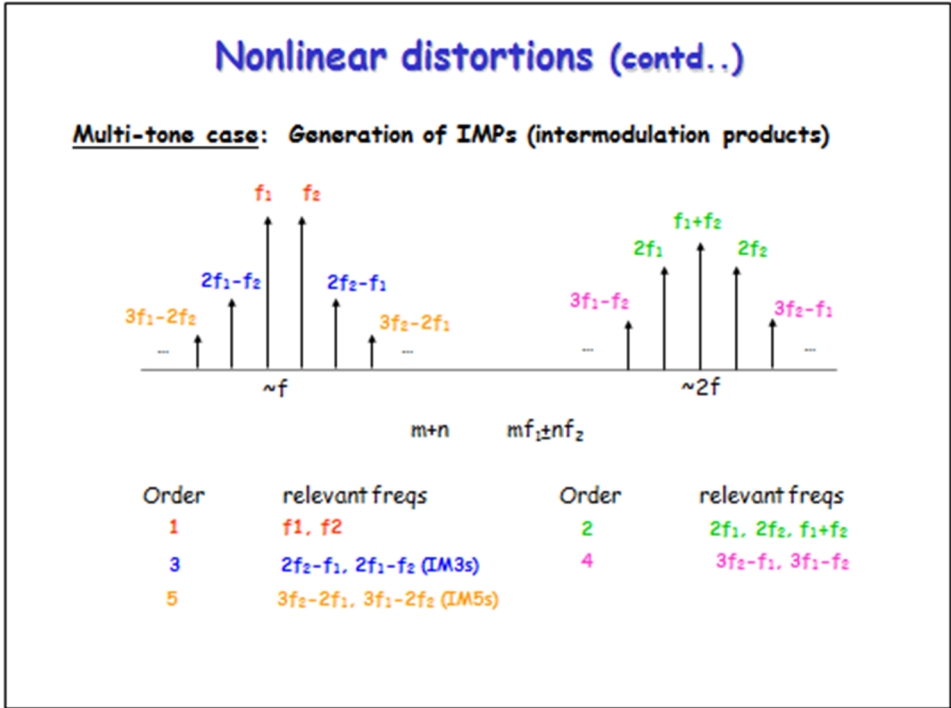 Nonlinear distortions (contd..)
Multi-tone case: Generation of IMPs (intermodulation products)
f₁ f₂
f₁+f₂
2f₁ 2f₂
2f₁-f₂ 2f₂-f₁
3f₁-f₂ 3f₂-f₁
3f₁-2f₂ 3f₂-2f₁
... ... ... ...
~f ~2f
m+n mf₁±nf₂
Order relevant freqs Order relevant freqs
1 f1, f2 2 2f₁, 2f₂, f₁+f₂
3 2f₂-f₁, 2f₁-f₂ (IM3s) 4 3f₂-f₁, 3f₁-f₂
5 3f₂-2f₁, 3f₁-2f₂ (IM5s)